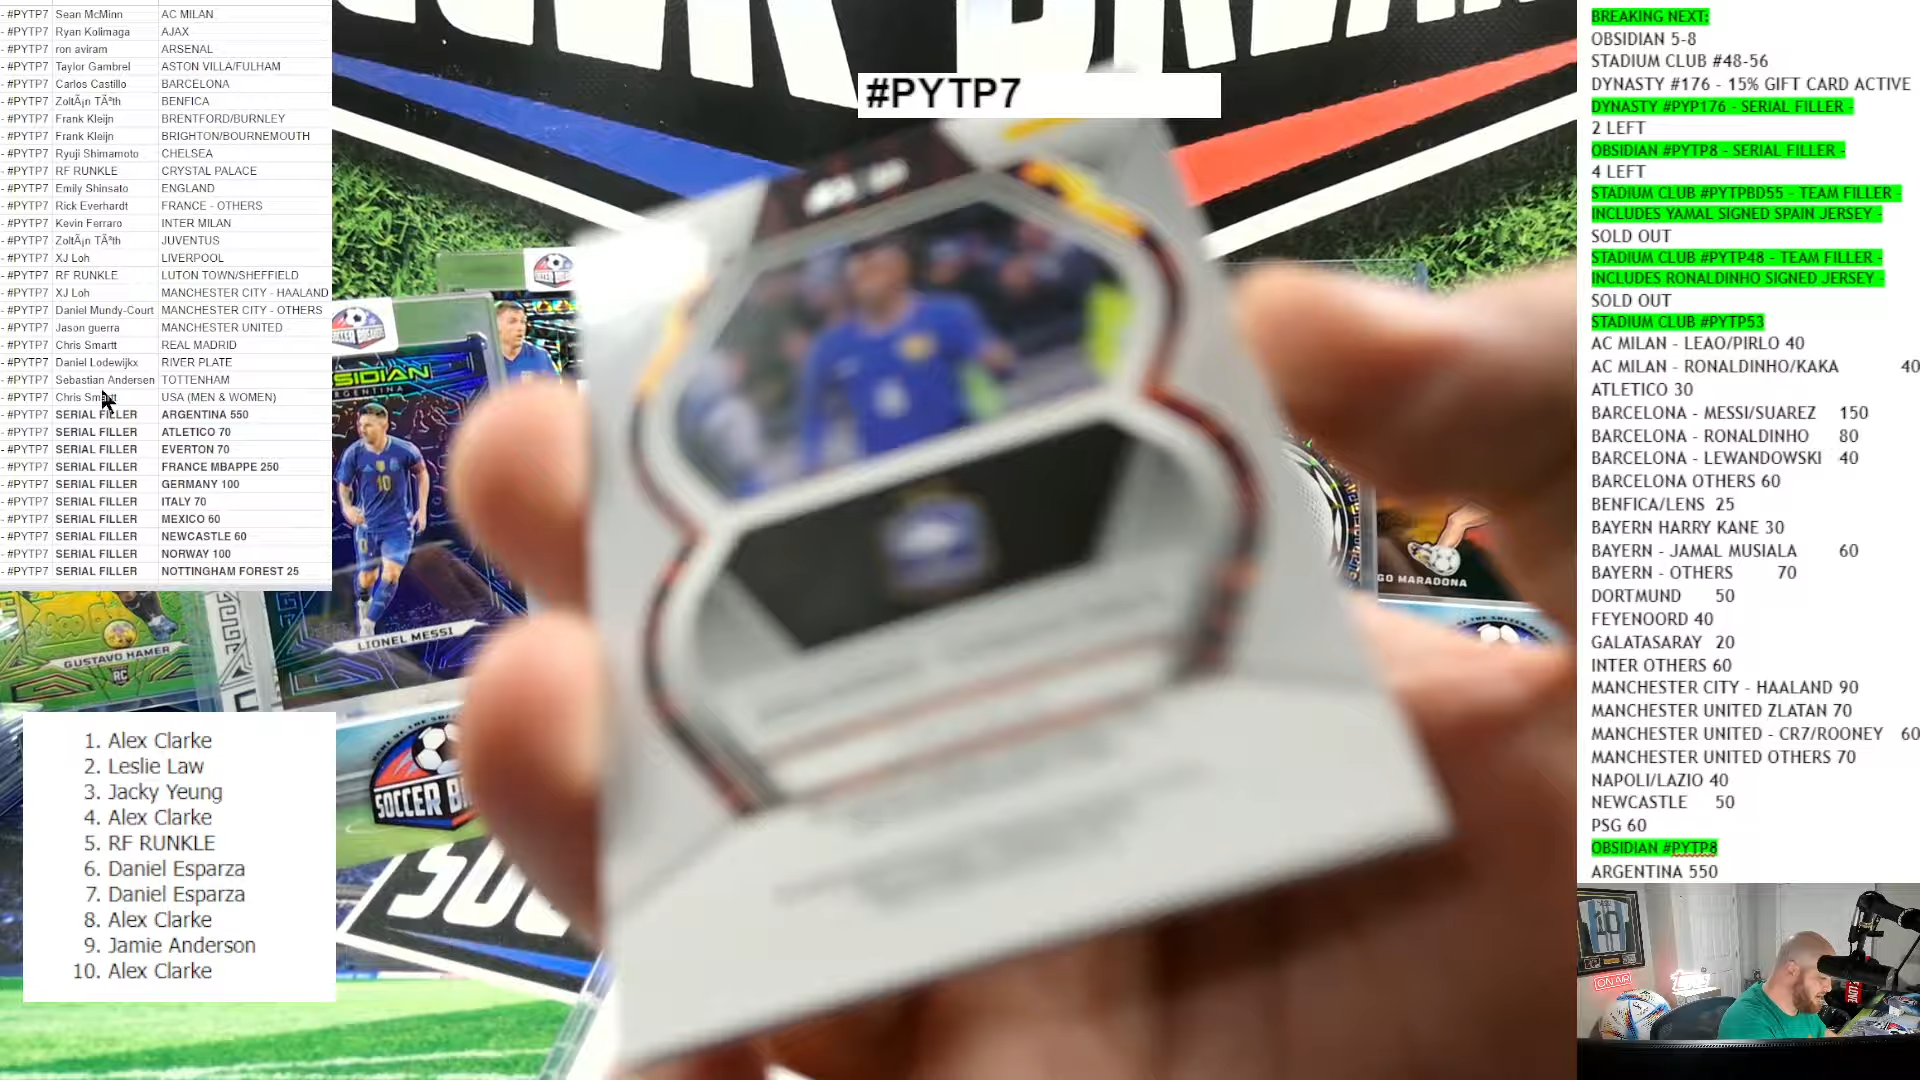 - #PYTP7 Sean McMinn AC MILAN
- #PYTP7 Ryan Kolimaga AJAX
- #PYTP7 ron aviram ARSENAL
- #PYTP7 Taylor Gambrel ASTON VILLA/FULHAM
- #PYTP7 Carlos Castillo BARCELONA
- #PYTP7 ZoltÃ¡n TÃ³th BENFICA
- #PYTP7 Frank Kleijn BRENTFORD/BURNLEY
- #PYTP7 Frank Kleijn BRIGHTON/BOURNEMOUTH
- #PYTP7 Ryuji Shimamoto CHELSEA
- #PYTP7 RF RUNKLE CRYSTAL PALACE
- #PYTP7 Emily Shinsato ENGLAND
- #PYTP7 Rick Everhardt FRANCE - OTHERS
- #PYTP7 Kevin Ferraro INTER MILAN
- #PYTP7 ZoltÃ¡n TÃ³th JUVENTUS
- #PYTP7 XJ Loh LIVERPOOL
- #PYTP7 RF RUNKLE LUTON TOWN/SHEFFIELD
- #PYTP7 XJ Loh MANCHESTER CITY - HAALAND
- #PYTP7 Daniel Mundy-Court MANCHESTER CITY - OTHERS
- #PYTP7 Jason guerra MANCHESTER UNITED
- #PYTP7 Chris Smartt REAL MADRID
- #PYTP7 Daniel Lodewijkx RIVER PLATE
- #PYTP7 Sebastian Andersen TOTTENHAM
- #PYTP7 Chris Smartt USA (MEN & WOMEN)
- #PYTP7 SERIAL FILLER ARGENTINA 550
- #PYTP7 SERIAL FILLER ATLETICO 70
- #PYTP7 SERIAL FILLER EVERTON 70
- #PYTP7 SERIAL FILLER FRANCE MBAPPE 250
- #PYTP7 SERIAL FILLER GERMANY 100
- #PYTP7 SERIAL FILLER ITALY 70
- #PYTP7 SERIAL FILLER MEXICO 60
- #PYTP7 SERIAL FILLER NEWCASTLE 60
- #PYTP7 SERIAL FILLER NORWAY 100
- #PYTP7 SERIAL FILLER NOTTINGHAM FOREST 25
#PYTP7
ARGENTINA
10
LIONEL MESSI
GUSTAVO HAMER
RC
GO MARADONA
SOCCER
1. Alex Clarke
2. Leslie Law
3. Jacky Yeung
4. Alex Clarke
5. RF RUNKLE
6. Daniel Esparza
7. Daniel Esparza
8. Alex Clarke
9. Jamie Anderson
10. Alex Clarke
BREAKING NEXT:
OBSIDIAN 5-8
STADIUM CLUB #48-56
DYNASTY #176 - 15% GIFT CARD ACTIVE
DYNASTY #PYP176 - SERIAL FILLER -
2 LEFT
OBSIDIAN #PYTP8 - SERIAL FILLER -
4 LEFT
STADIUM CLUB #PYTPBD55 - TEAM FILLER -
INCLUDES YAMAL SIGNED SPAIN JERSEY -
SOLD OUT
STADIUM CLUB #PYTP48 - TEAM FILLER -
INCLUDES RONALDINHO SIGNED JERSEY -
SOLD OUT
STADIUM CLUB #PYTP53
AC MILAN - LEAO/PIRLO 40
AC MILAN - RONALDINHO/KAKA 40
ATLETICO 30
BARCELONA - MESSI/SUAREZ 150
BARCELONA - RONALDINHO 80
BARCELONA - LEWANDOWSKI 40
BARCELONA OTHERS 60
BENFICA/LENS 25
BAYERN HARRY KANE 30
BAYERN - JAMAL MUSIALA 60
BAYERN - OTHERS 70
DORTMUND 50
FEYENOORD 40
GALATASARAY 20
INTER OTHERS 60
MANCHESTER CITY - HAALAND 90
MANCHESTER UNITED ZLATAN 70
MANCHESTER UNITED - CR7/ROONEY 60
MANCHESTER UNITED OTHERS 70
NAPOLI/LAZIO 40
NEWCASTLE 50
PSG 60
OBSIDIAN #PYTP8
ARGENTINA 550
10
ON AIR